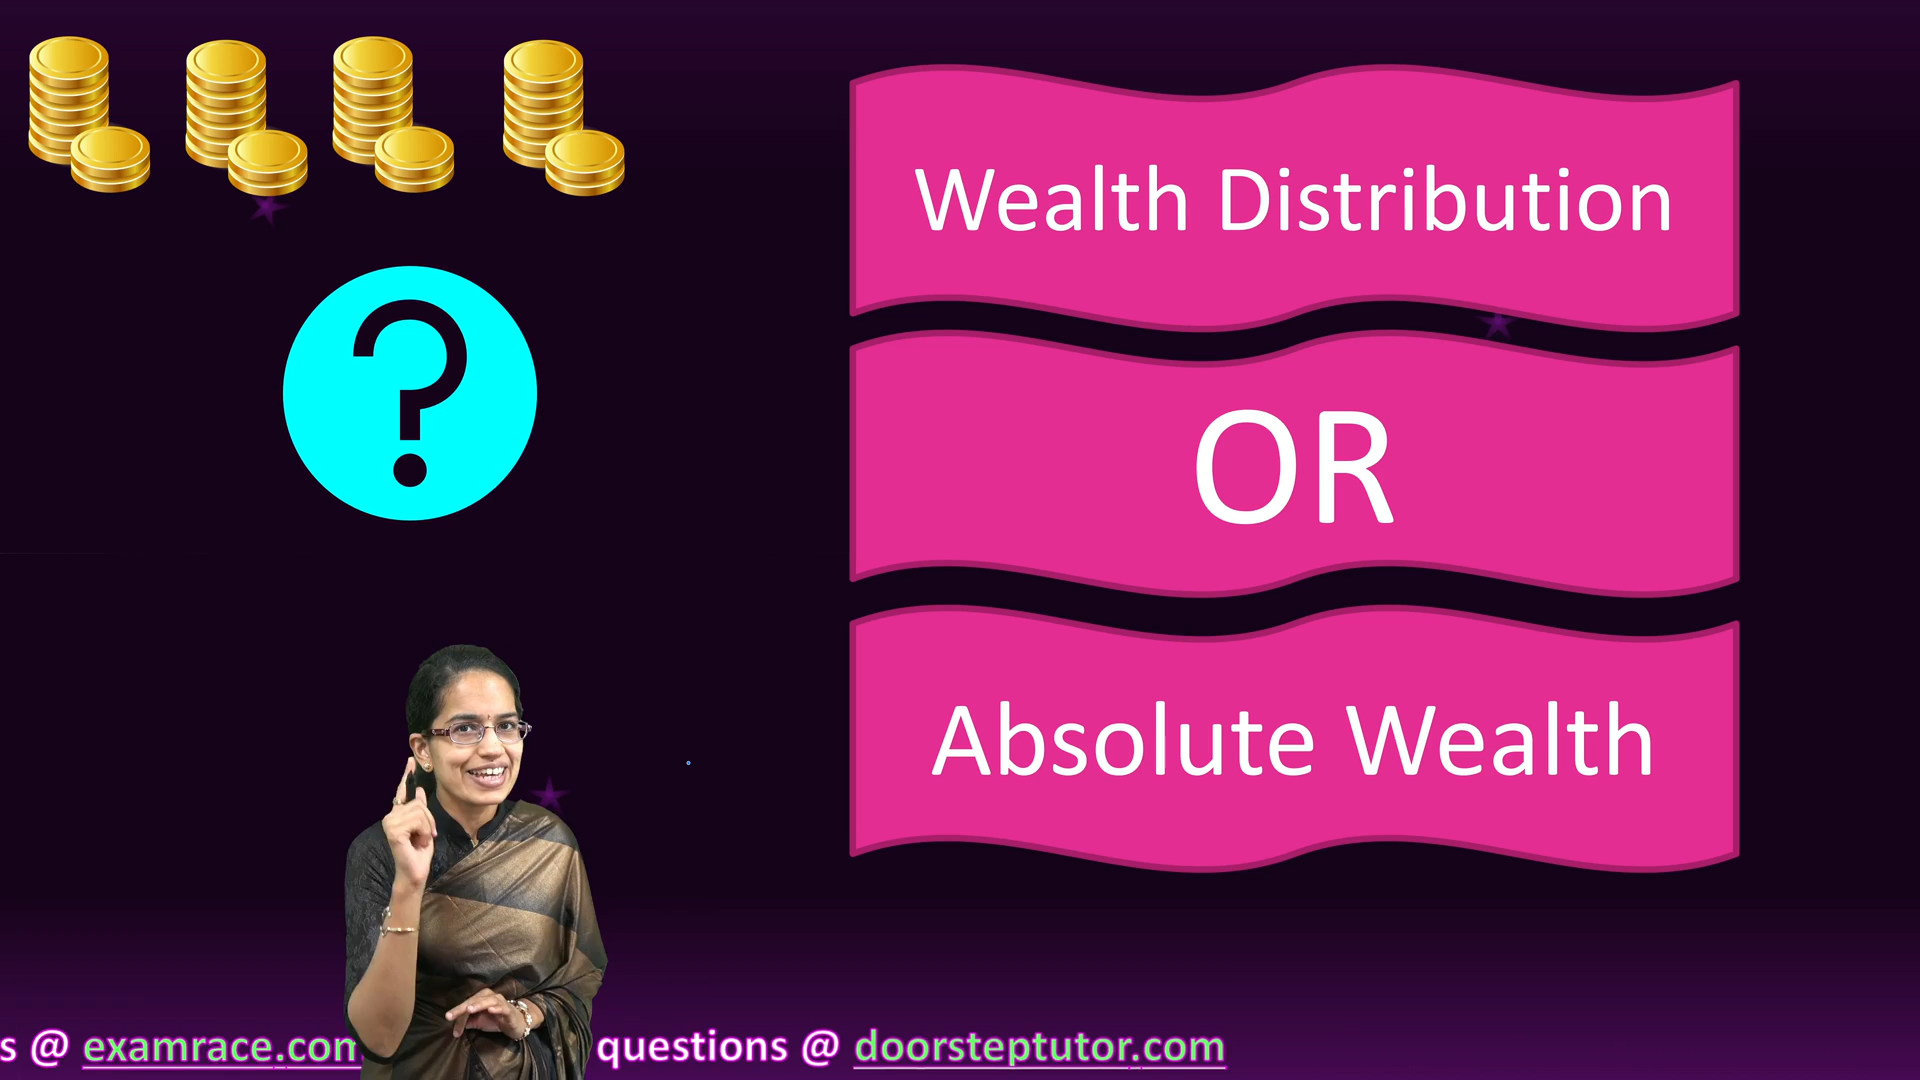 Wealth Distribution
OR
Absolute Wealth
s @ examrace.com questions @ doorsteptutor.com